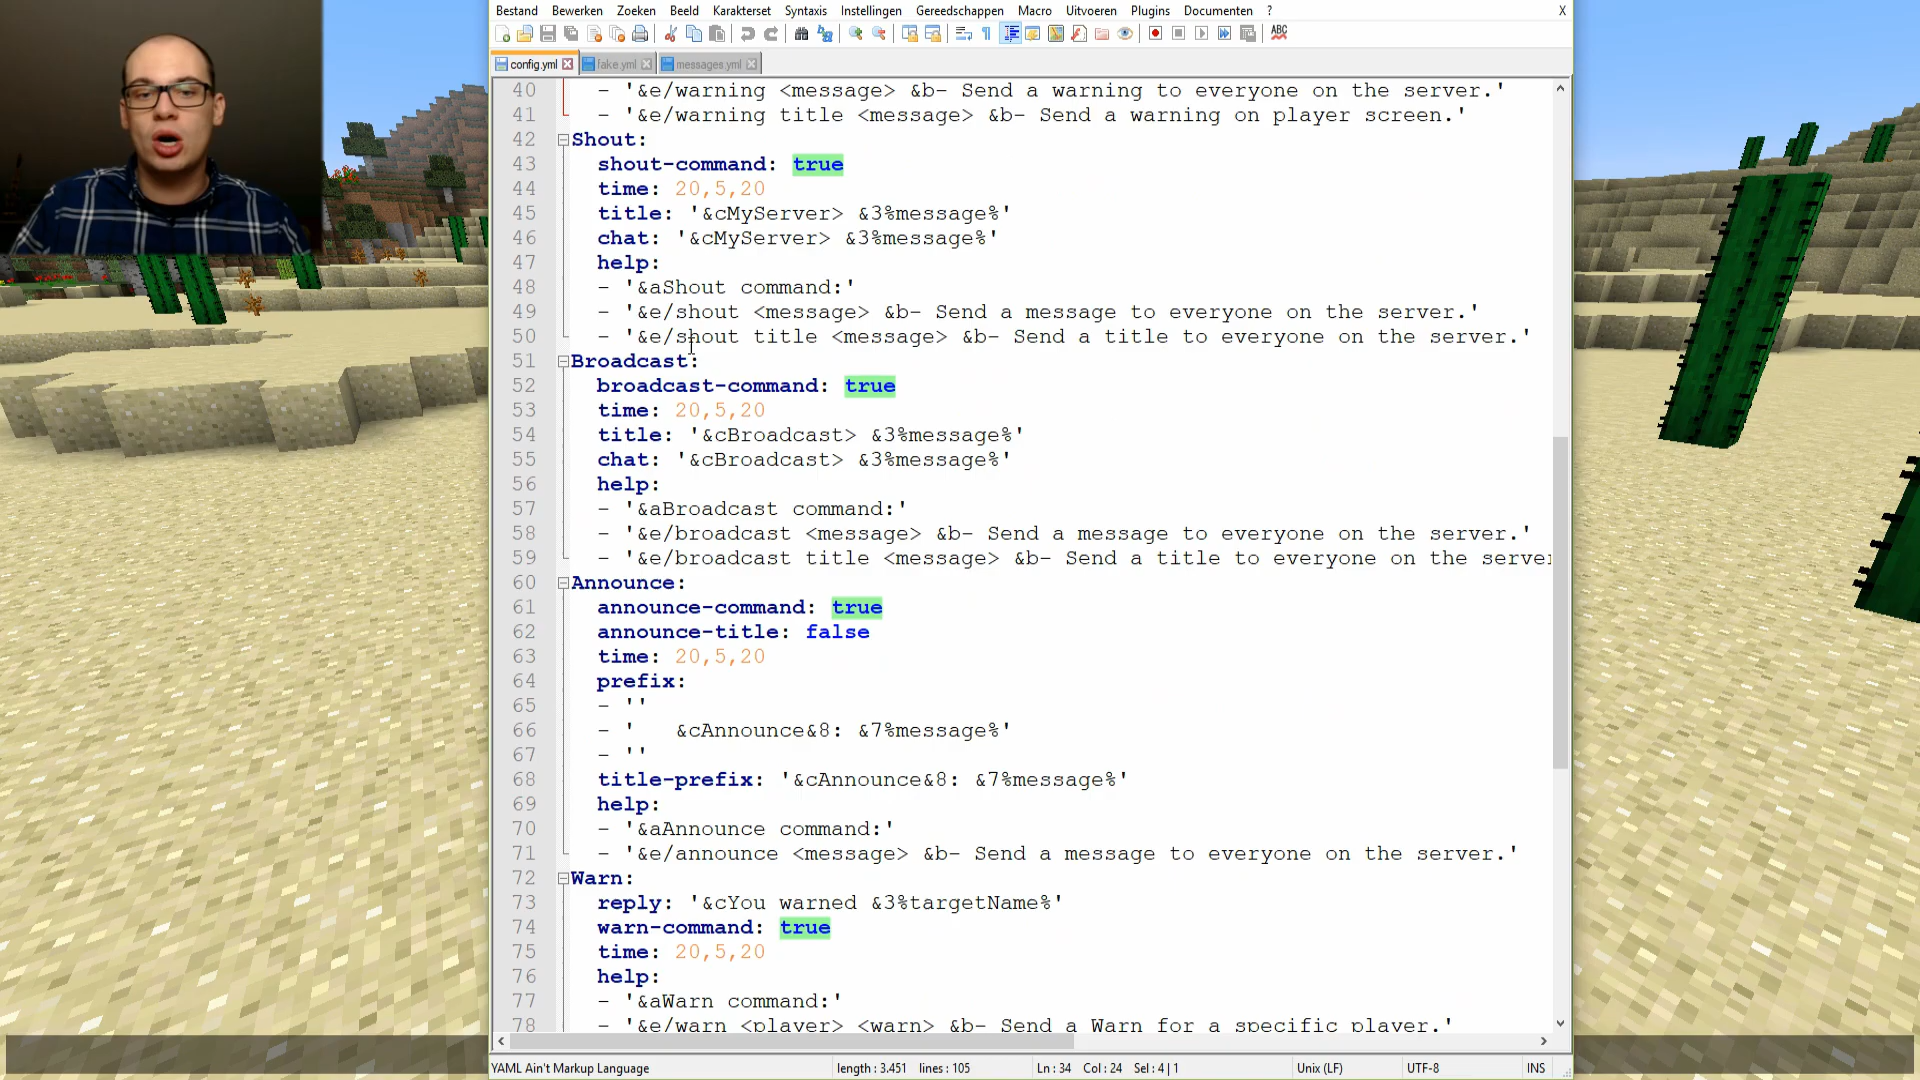 Bestand Bewerken Zoeken Beeld Karakterset Syntaxis Instellingen Gereedschappen Macro Uitvoeren Plugins Documenten ? X
ABC
config.yml fake.yml messages.yml
40 - '&e/warning <message> &b- Send a warning to everyone on the server.'
41 - '&e/warning title <message> &b- Send a warning on player screen.'
42 Shout:
43 shout-command: true
44 time: 20,5,20
45 title: '&cMyServer> &3%message%'
46 chat: '&cMyServer> &3%message%'
47 help:
48 - '&aShout command:'
49 - '&e/shout <message> &b- Send a message to everyone on the server.'
50 - '&e/shout title <message> &b- Send a title to everyone on the server.'
51 Broadcast:
52 broadcast-command: true
53 time: 20,5,20
54 title: '&cBroadcast> &3%message%'
55 chat: '&cBroadcast> &3%message%'
56 help:
57 - '&aBroadcast command:'
58 - '&e/broadcast <message> &b- Send a message to everyone on the server.'
59 - '&e/broadcast title <message> &b- Send a title to everyone on the server
60 Announce:
61 announce-command: true
62 announce-title: false
63 time: 20,5,20
64 prefix:
65 - ''
66 - '   &cAnnounce&8: &7%message%'
67 - ''
68 title-prefix: '&cAnnounce&8: &7%message%'
69 help:
70 - '&aAnnounce command:'
71 - '&e/announce <message> &b- Send a message to everyone on the server.'
72 Warn:
73 reply: '&cYou warned &3%targetName%'
74 warn-command: true
75 time: 20,5,20
76 help:
77 - '&aWarn command:'
78 - '&e/warn <player> <warn> &b- Send a Warn for a specific player.'
YAML Ain't Markup Language length : 3.451 lines : 105 Ln : 34 Col : 24 Sel : 4 | 1 Unix (LF) UTF-8 INS